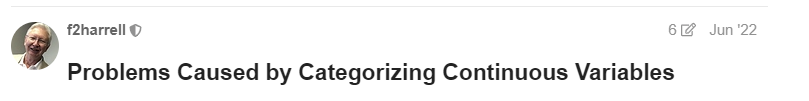 f2harrell 6 Jun '22
Problems Caused by Categorizing Continuous Variables